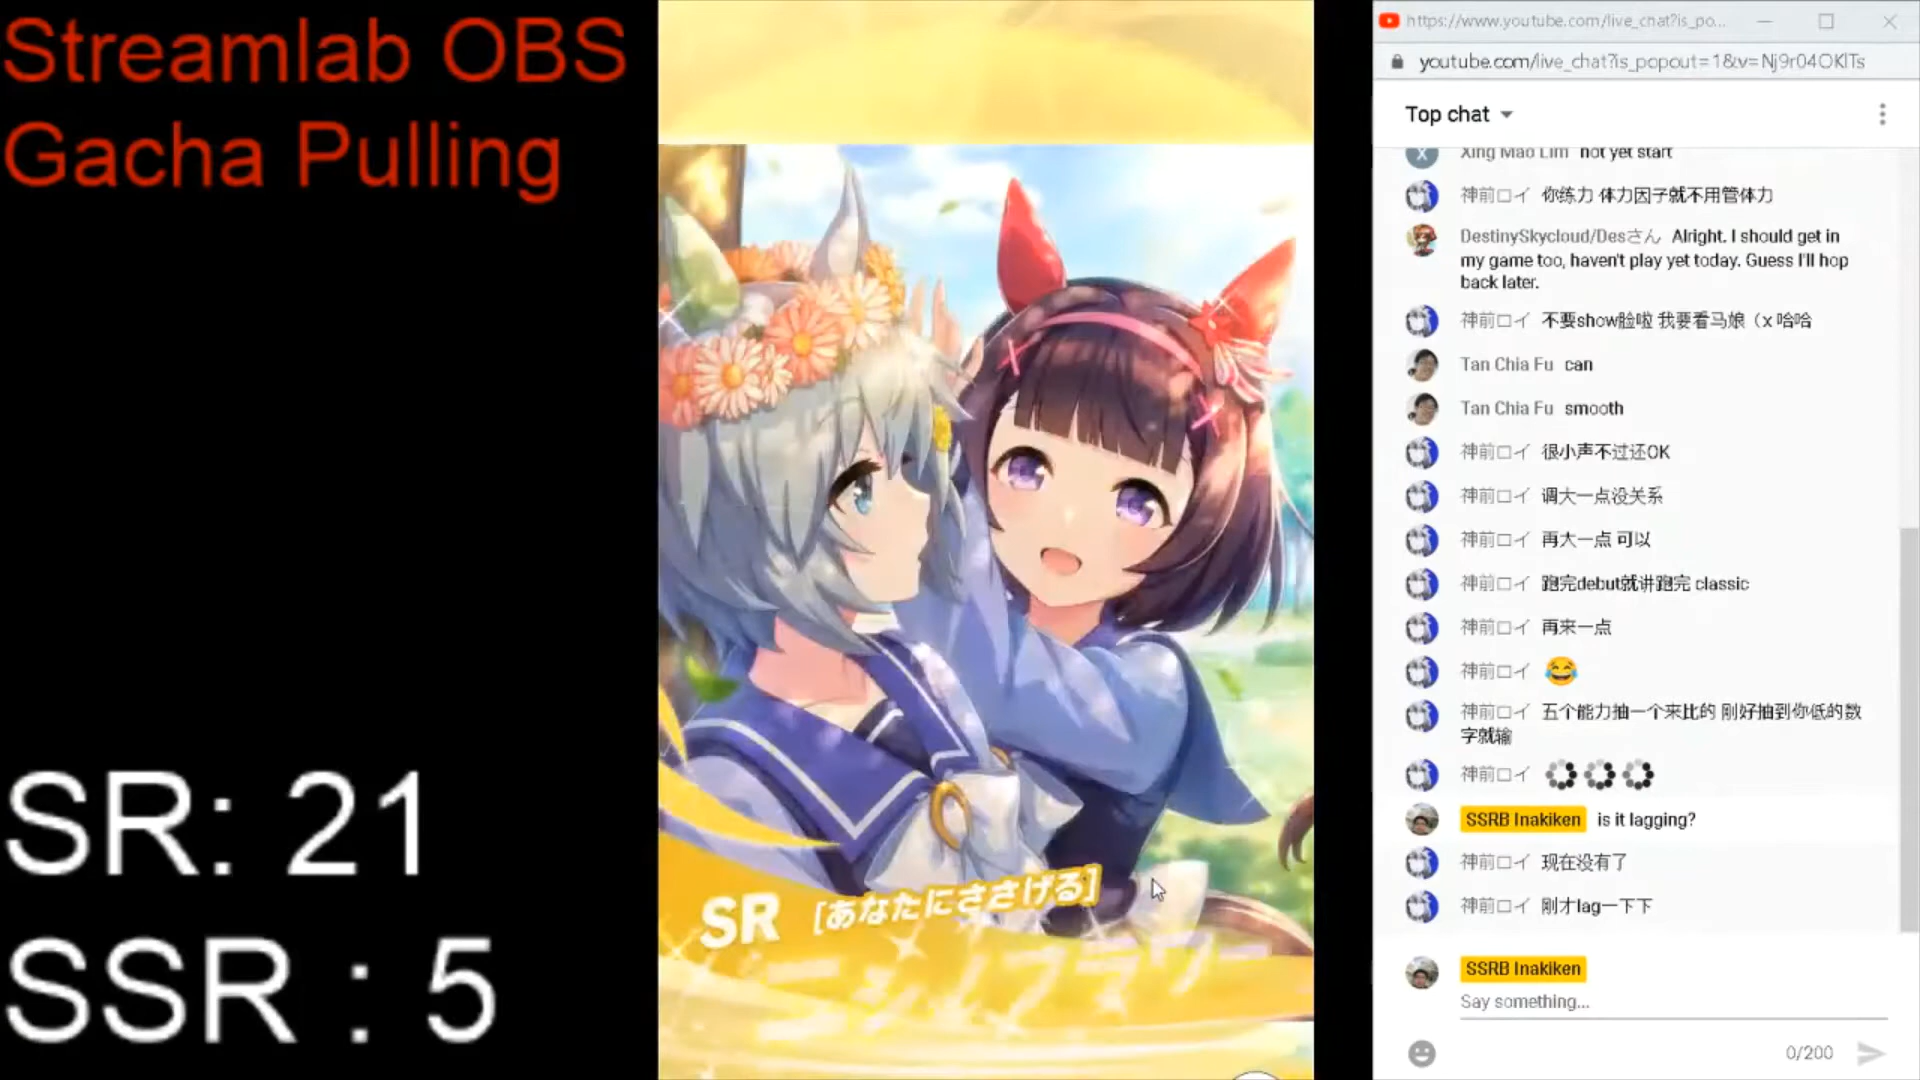 Streamlab OBS
Gacha Pulling
SR: 21
SSR : 5
SR [あなたにささげる]
ニシノフラワー
https://www.youtube.com/live_chat?is_po...
youtube.com/live_chat?is_popout=1&v=Nj9r04OKlTs
Top chat
X
Xing Mao Lim not yet start
神前ロイ 你练力 体力因子就不用管体力
DestinySkycloud/Desさん Alright. I should get in
my game too, haven't play yet today. Guess I'll hop
back later.
神前ロイ 不要show脸啦 我要看马娘（x 哈哈
Tan Chia Fu can
Tan Chia Fu smooth
神前ロイ 很小声不过还OK
神前ロイ 调大一点没关系
神前ロイ 再大一点 可以
神前ロイ 跑完debut就讲跑完 classic
神前ロイ 再来一点
神前ロイ 😂
神前ロイ 五个能力抽一个来比的 刚好抽到你低的数
字就输
神前ロイ
SSRB Inakiken is it lagging?
神前ロイ 现在没有了
神前ロイ 刚才lag一下下
SSRB Inakiken
Say something...
0/200